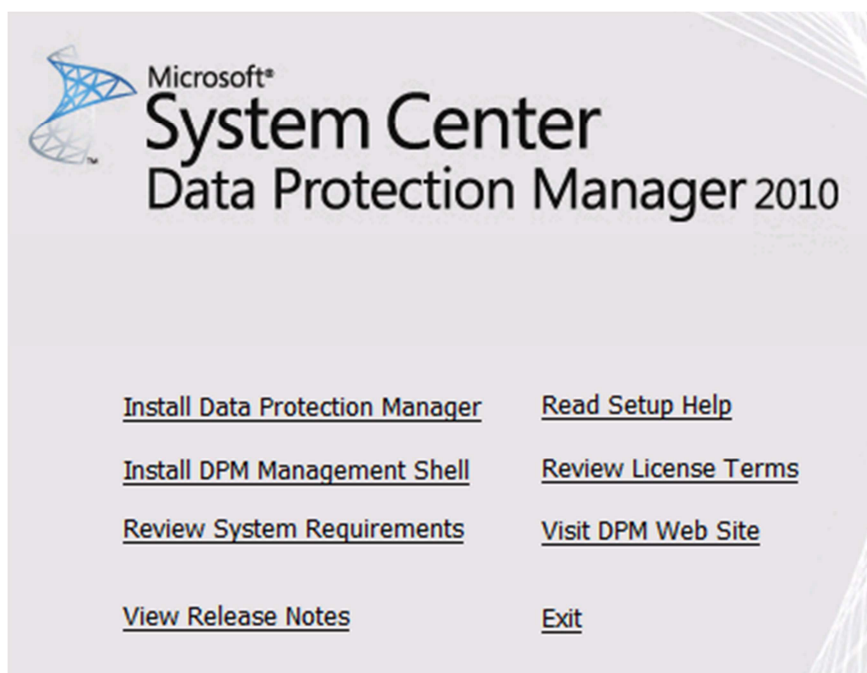 Microsoft®
System Center
Data Protection Manager 2010
Install Data Protection Manager
Read Setup Help
Install DPM Management Shell
Review License Terms
Review System Requirements
Visit DPM Web Site
View Release Notes
Exit